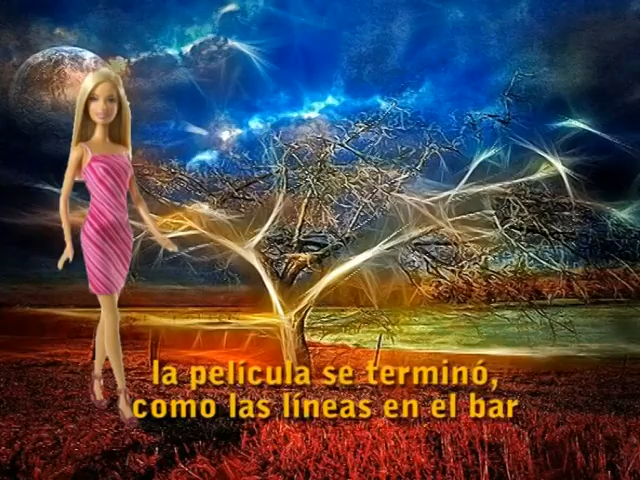 la película se terminó,
como las líneas en el bar